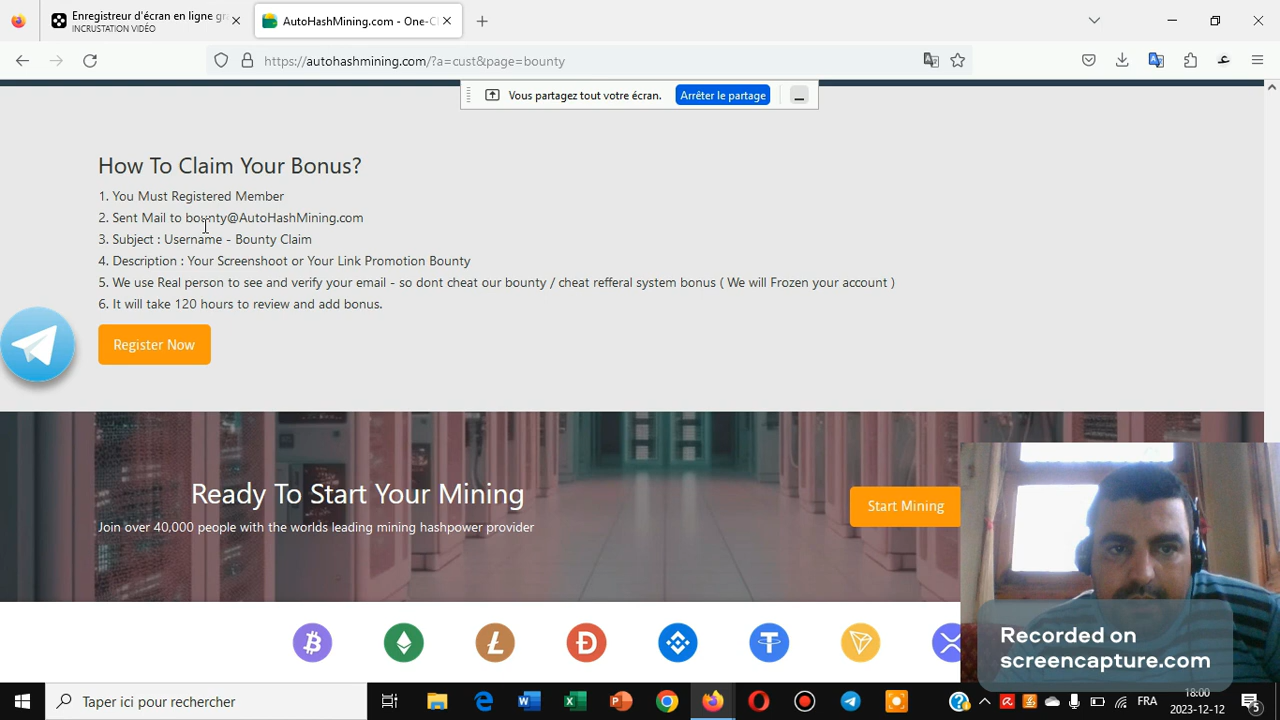 Enregistreur d'écran en ligne gr
INCRUSTATION VIDÉO
AutoHashMining.com - One-Cl
https://autohashmining.com/?a=cust&page=bounty
Vous partagez tout votre écran.
Arrêter le partage
How To Claim Your Bonus?
1. You Must Registered Member
2. Sent Mail to bounty@AutoHashMining.com
3. Subject : Username - Bounty Claim
4. Description : Your Screenshoot or Your Link Promotion Bounty
5. We use Real person to see and verify your email - so dont cheat our bounty / cheat refferal system bonus ( We will Frozen your account )
6. It will take 120 hours to review and add bonus.
Register Now
Ready To Start Your Mining
Join over 40,000 people with the worlds leading mining hashpower provider
Start Mining
Recorded on
screencapture.com
Taper ici pour rechercher
FRA
18:00
2023-12-12
5